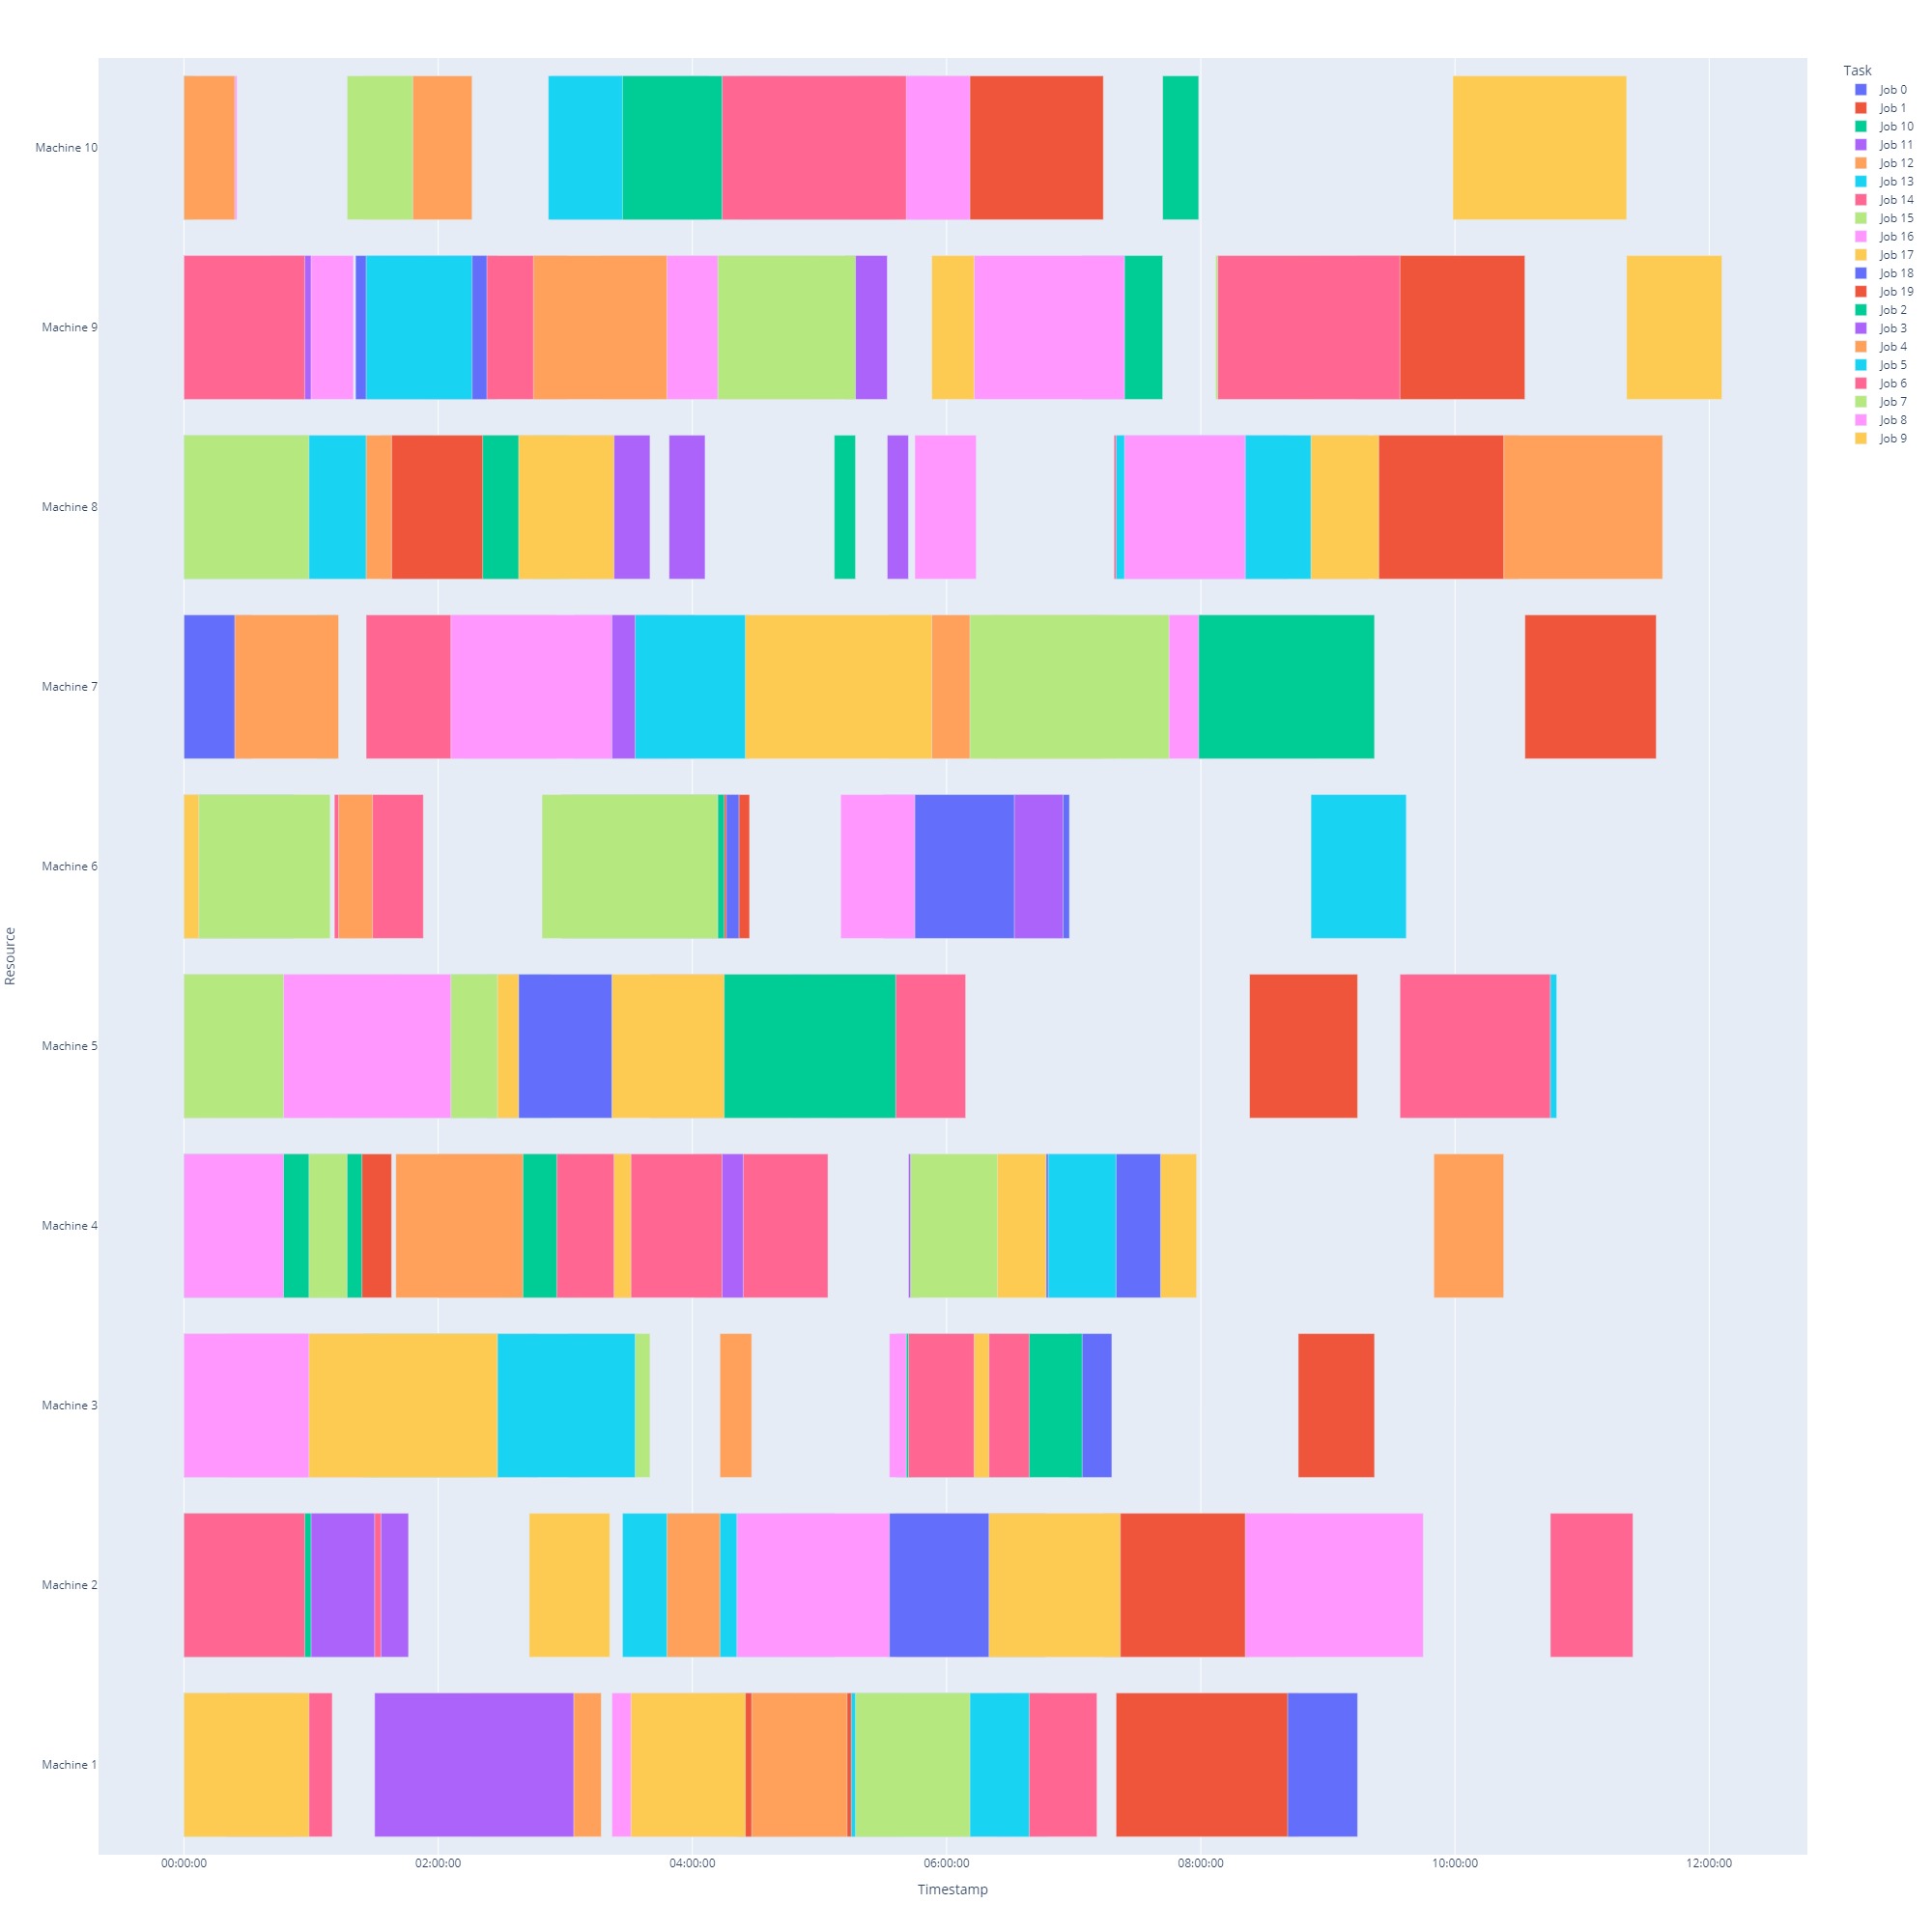 Task
Job 0
Job 1
Job 10
Job 11
Job 12
Job 13
Job 14
Job 15
Job 16
Job 17
Job 18
Job 19
Job 2
Job 3
Job 4
Job 5
Job 6
Job 7
Job 8
Job 9
Machine 10
Machine 9
Machine 8
Machine 7
Machine 6
Machine 5
Machine 4
Machine 3
Machine 2
Machine 1
Resource
00:00:00 02:00:00 04:00:00 06:00:00 08:00:00 10:00:00 12:00:00
Timestamp